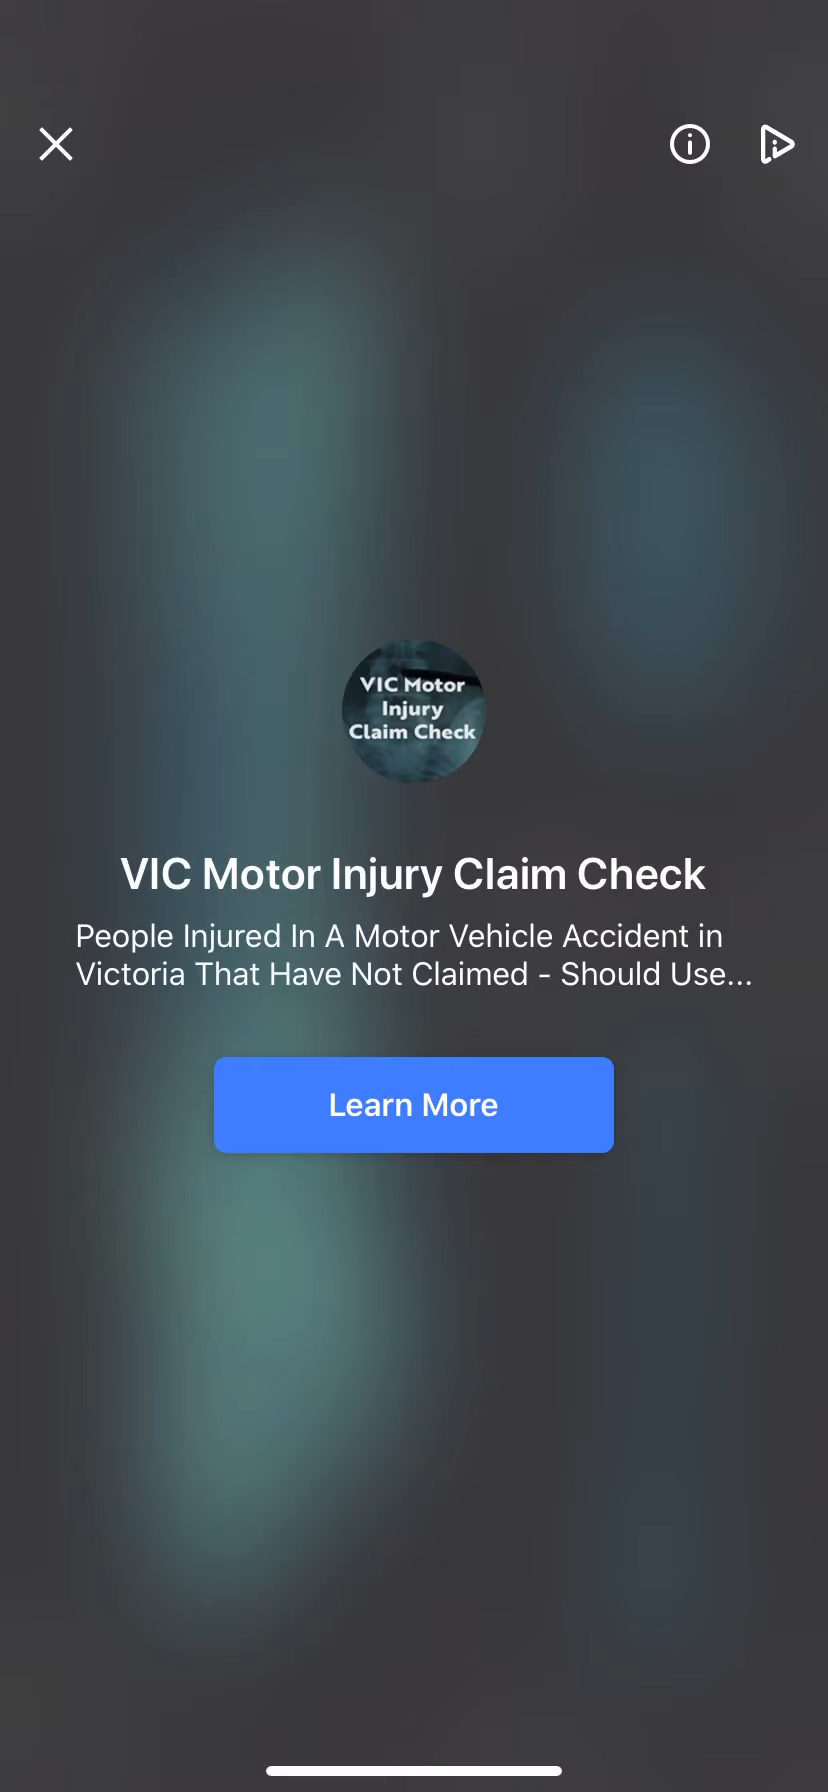 VIC Motor
Injury
Claim Check
VIC Motor Injury Claim Check
People Injured In A Motor Vehicle Accident in
Victoria That Have Not Claimed - Should Use...
Learn More